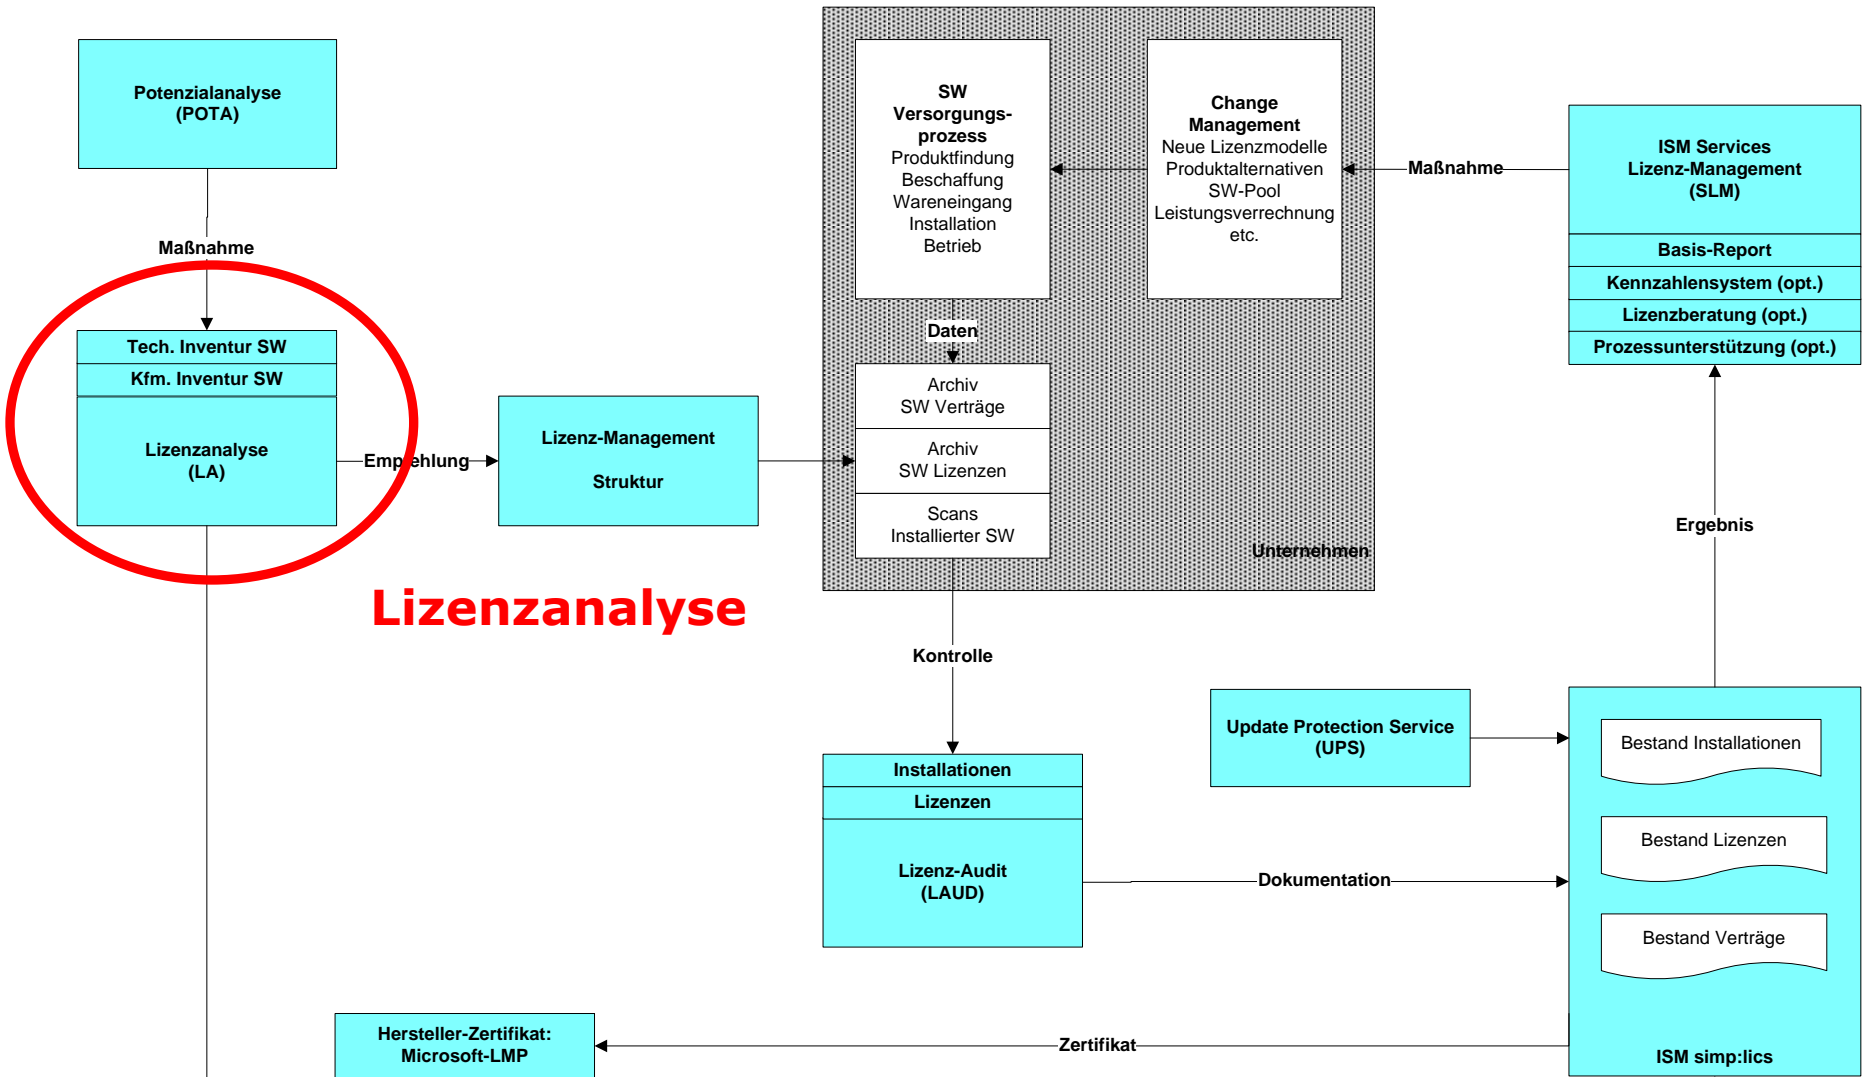 Potenzialanalyse
(POTA)
Maßnahme
Tech. Inventur SW
Kfm. Inventur SW
Lizenzanalyse
(LA)
Empfehlung
Lizenz-Management
Struktur
Lizenzanalyse
SW
Versorgungs-
prozess
Produktfindung
Beschaffung
Wareneingang
Installation
Betrieb
Change
Management
Neue Lizenzmodelle
Produktalternativen
SW-Pool
Leistungsverrechnung
etc.
Daten
Archiv
SW Verträge
Archiv
SW Lizenzen
Scans
Installierter SW
Unternehmen
Maßnahme
ISM Services
Lizenz-Management
(SLM)
Basis-Report
Kennzahlensystem (opt.)
Lizenzberatung (opt.)
Prozessunterstützung (opt.)
Ergebnis
Kontrolle
Installationen
Lizenzen
Lizenz-Audit
(LAUD)
Update Protection Service
(UPS)
Dokumentation
Bestand Installationen
Bestand Lizenzen
Bestand Verträge
ISM simp:lics
Zertifikat
Hersteller-Zertifikat:
Microsoft-LMP